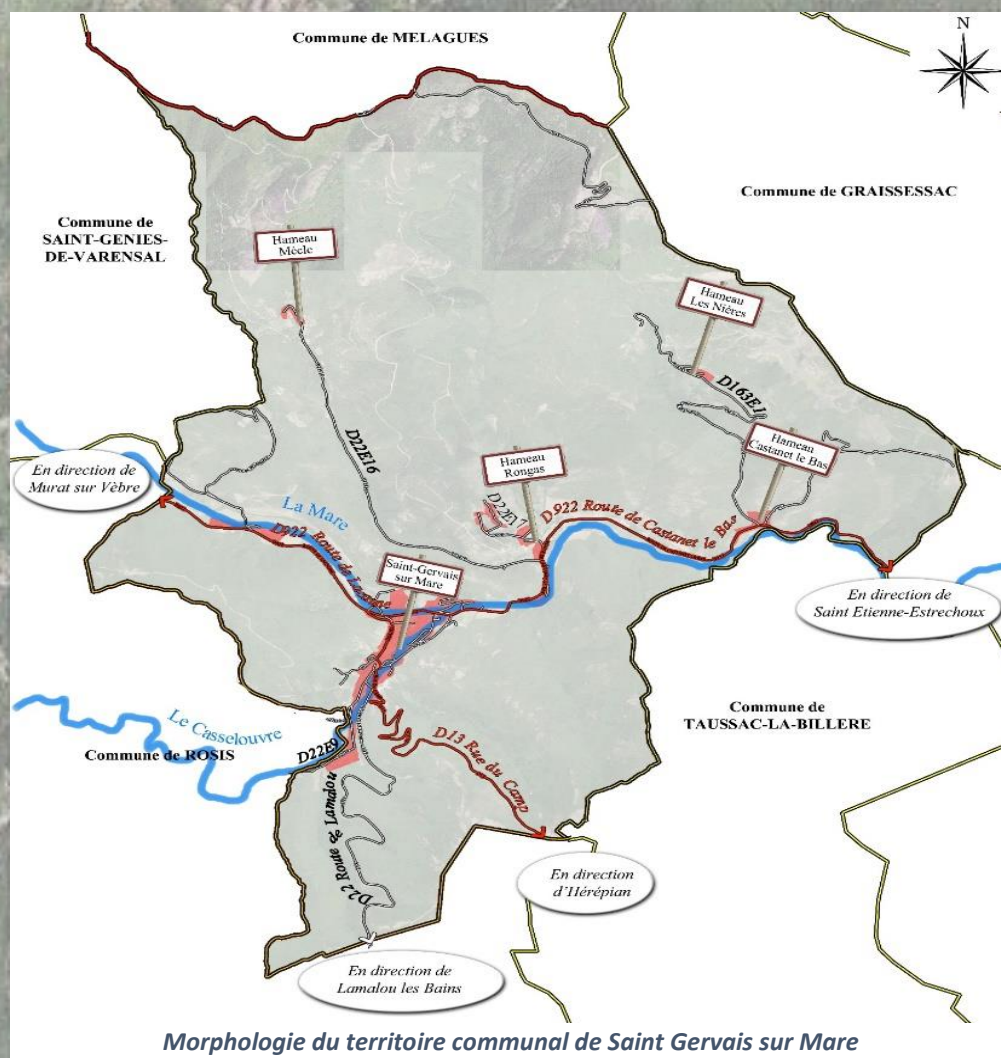 Commune de MELAGUES
N
Commune de GRAISSESSAC
Commune de
SAINT-GENIES-
DE-VARENSAL
Hameau
Mècle
Hameau
Les Nières
D163E1
Hameau
Castanet le Bas
D22E16
Hameau
Rongas
D22E17
D922 Route de Castanet le Bas
En direction de
Murat sur Vèbre
La Mare
D922 Route de
Saint-Gervais
sur Mare
En direction de
Saint Etienne-Estrechoux
Commune de
TAUSSAC-LA-BILLERE
Le Casselouvre
Commune de ROSIS
D22E9
D13 Rue du Camp
D22 Route de Lamalou
En direction
d'Hérépian
En direction de
Lamalou les Bains
Morphologie du territoire communal de Saint Gervais sur Mare